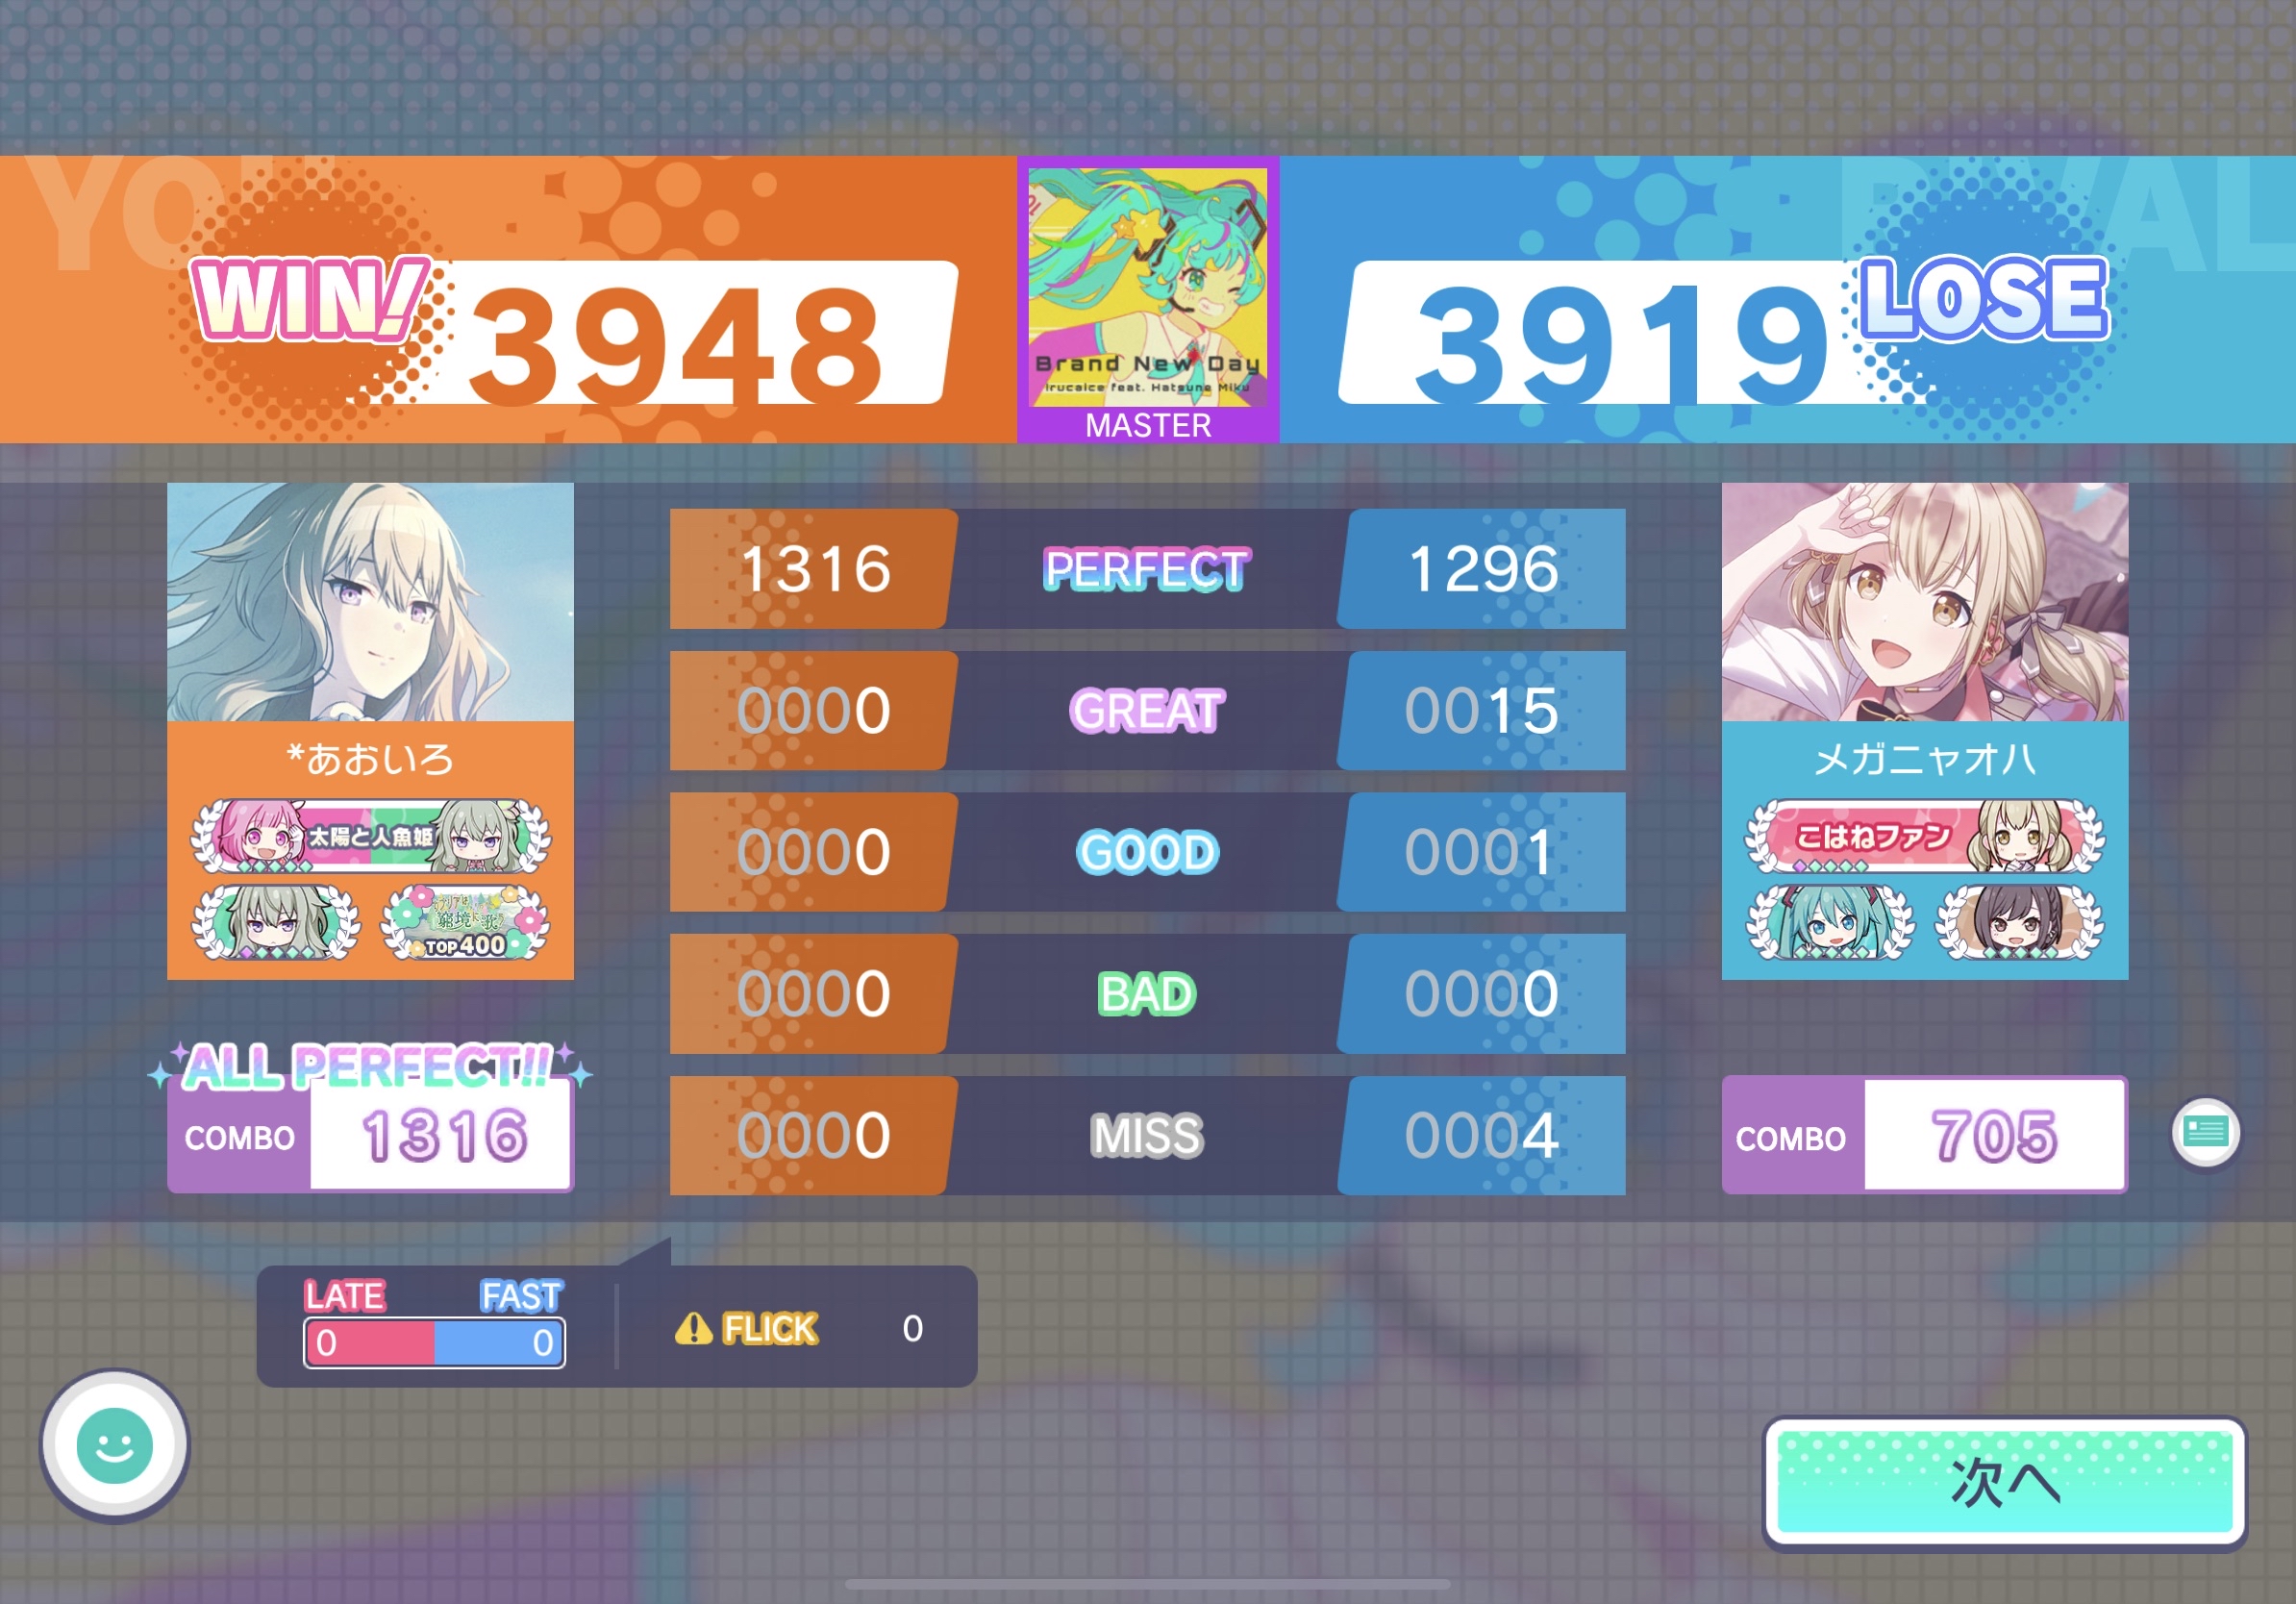 YOU
RIVAL
WIN!
3948
Brand New Day
Irucaice feat. Hatsune Miku
MASTER
3919
LOSE
1316
PERFECT
1296
0000
GREAT
0015
0000
GOOD
0001
0000
BAD
0000
0000
MISS
0004
*あおいろ
太陽と人魚姫
TOP400
ALL PERFECT!!
COMBO
1316
メガニャオハ
こはねファン
COMBO
705
LATE
FAST
0
0
FLICK
0
次へ